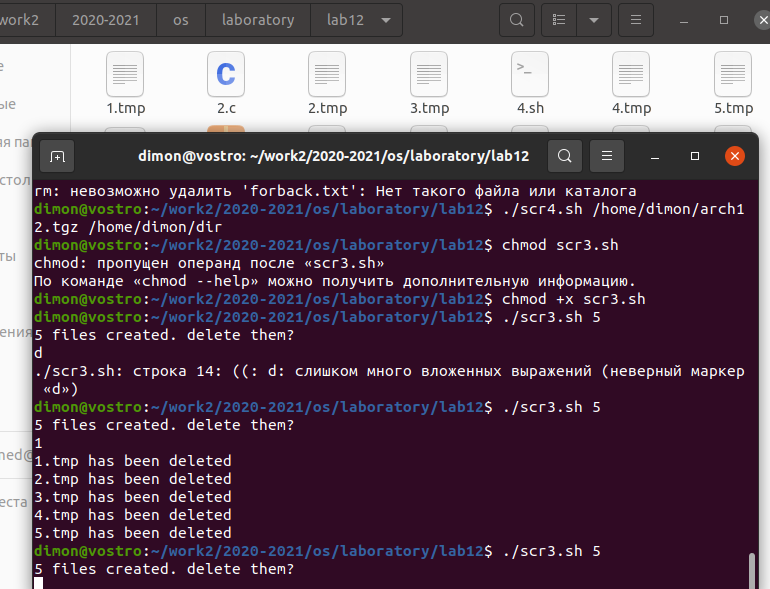 work2 2020-2021 os laboratory lab12
1.tmp 2.c 2.tmp 3.tmp 4.sh 4.tmp 5.tmp
dimon@vostro: ~/work2/2020-2021/os/laboratory/lab12
rm: невозможно удалить 'forback.txt': Нет такого файла или каталога
dimon@vostro:~/work2/2020-2021/os/laboratory/lab12$ ./scr4.sh /home/dimon/arch1
2.tgz /home/dimon/dir
dimon@vostro:~/work2/2020-2021/os/laboratory/lab12$ chmod scr3.sh
chmod: пропущен операнд после «scr3.sh»
По команде «chmod --help» можно получить дополнительную информацию.
dimon@vostro:~/work2/2020-2021/os/laboratory/lab12$ chmod +x scr3.sh
dimon@vostro:~/work2/2020-2021/os/laboratory/lab12$ ./scr3.sh 5
5 files created. delete them?
d
./scr3.sh: строка 14: ((: d: слишком много вложенных выражений (неверный маркер
«d»)
dimon@vostro:~/work2/2020-2021/os/laboratory/lab12$ ./scr3.sh 5
5 files created. delete them?
1
1.tmp has been deleted
2.tmp has been deleted
3.tmp has been deleted
4.tmp has been deleted
5.tmp has been deleted
dimon@vostro:~/work2/2020-2021/os/laboratory/lab12$ ./scr3.sh 5
5 files created. delete them?